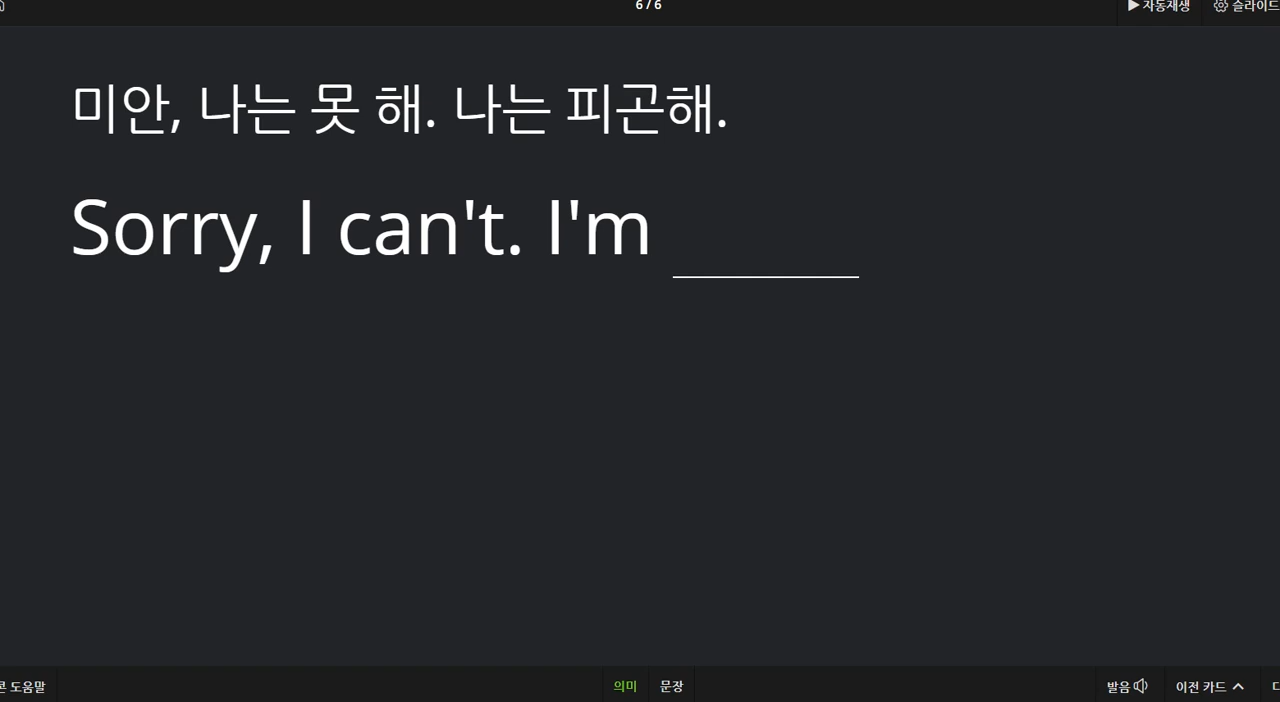 6 / 6
▶ 자동재생
슬라이드
미안, 나는 못 해. 나는 피곤해.
Sorry, I can't. I'm ________
도움말
의미
문장
발음
이전 카드